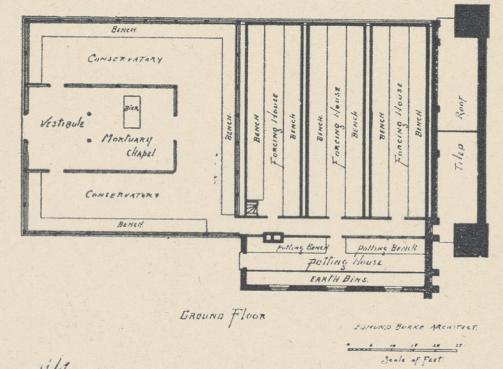 BENCH
CONSERVATORY
BIER
VESTIBULE
MORTUARY
CHAPEL
CONSERVATORY
BENCH
BENCH
BENCH
FORCING HOUSE
BENCH
BENCH
FORCING HOUSE
BENCH
BENCH
FORCING HOUSE
BENCH
TILED ROOF
POTTING BENCH
POTTING BENCH
POTTING HOUSE
EARTH BINS.
GROUND FLOOR
EDMUND BURKE ARCHITECT.
Scale of Feet